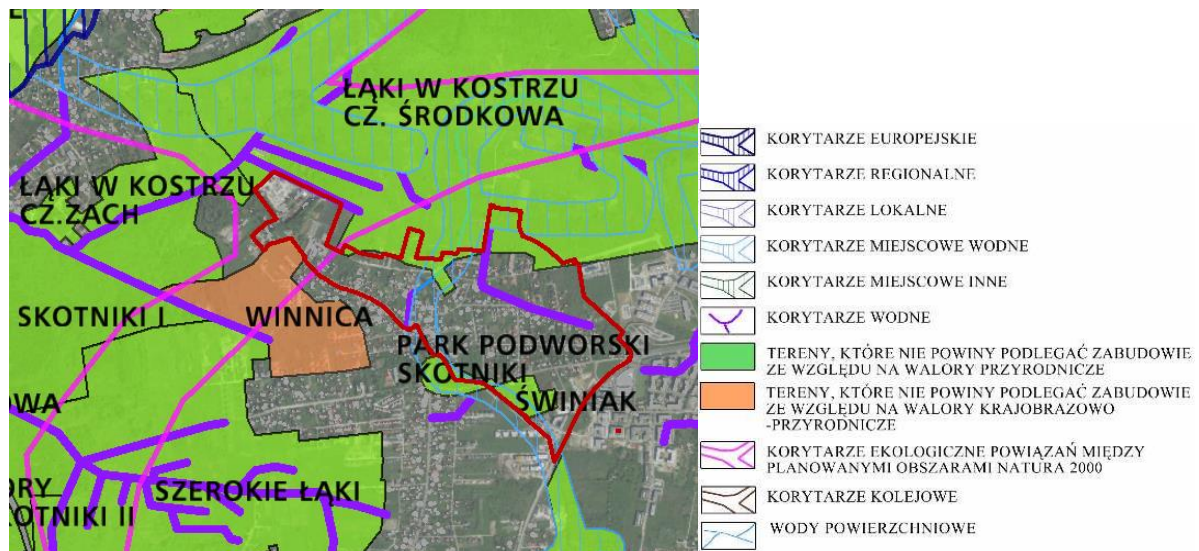 E
ŁĄKI W KOSTRZU
CZ. ŚRODKOWA
ŁĄKI W KOSTRZU
CZ.ZACH
SKOTNIKI I
WINNICA
PARK PODWORSKI
SKOTNIKI
ŚWINIAK
OWA
SZEROKIE ŁĄKI
ORY
KOTNIKI II
KORYTARZE EUROPEJSKIE
KORYTARZE REGIONALNE
KORYTARZE LOKALNE
KORYTARZE MIEJSCOWE WODNE
KORYTARZE MIEJSCOWE INNE
KORYTARZE WODNE
TERENY, KTÓRE NIE POWINY PODLEGAĆ ZABUDOWIE
ZE WZGLĘDU NA WALORY PRZYRODNICZE
TERENY, KTÓRE NIE POWINY PODLEGAĆ ZABUDOWIE
ZE WZGLĘDU NA WALORY KRAJOBRAZOWO
-PRZYRODNICZE
KORYTARZE EKOLOGICZNE POWIĄZAŃ MIĘDZY
PLANOWANYMI OBSZARAMI NATURA 2000
KORYTARZE KOLEJOWE
WODY POWIERZCHNIOWE